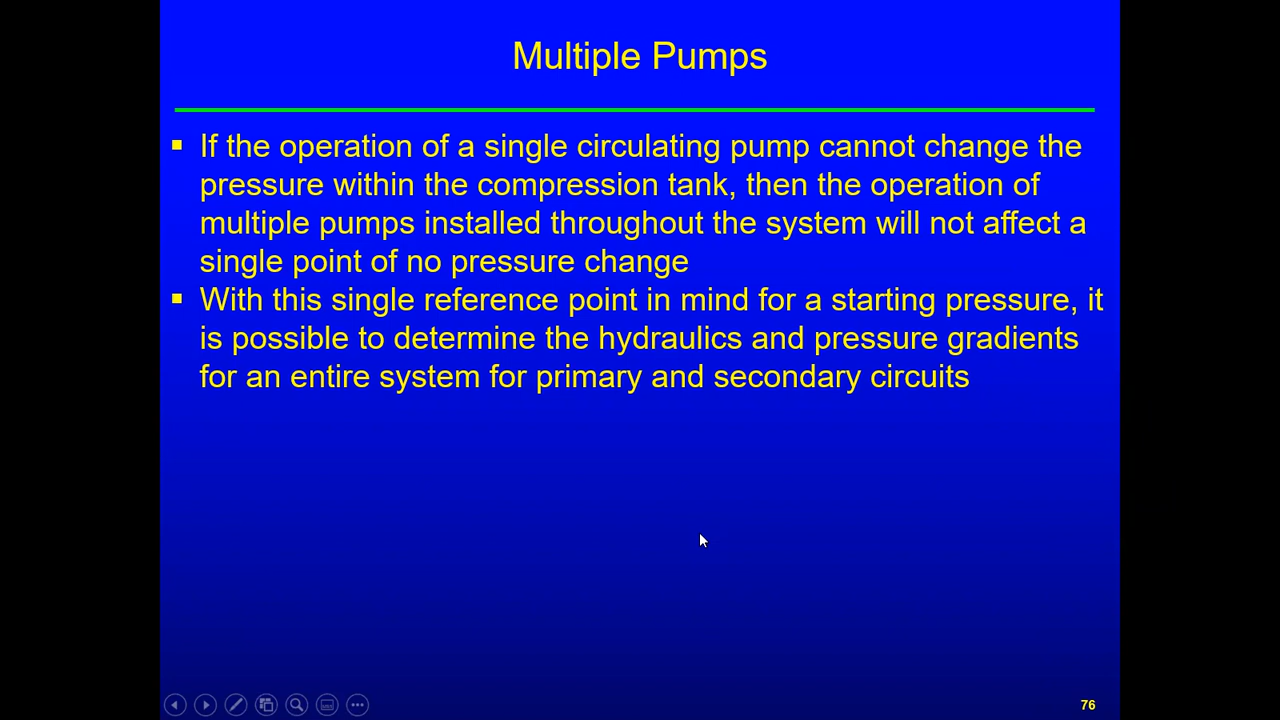 Multiple Pumps
If the operation of a single circulating pump cannot change the
pressure within the compression tank, then the operation of
multiple pumps installed throughout the system will not affect a
single point of no pressure change
With this single reference point in mind for a starting pressure, it
is possible to determine the hydraulics and pressure gradients
for an entire system for primary and secondary circuits
76